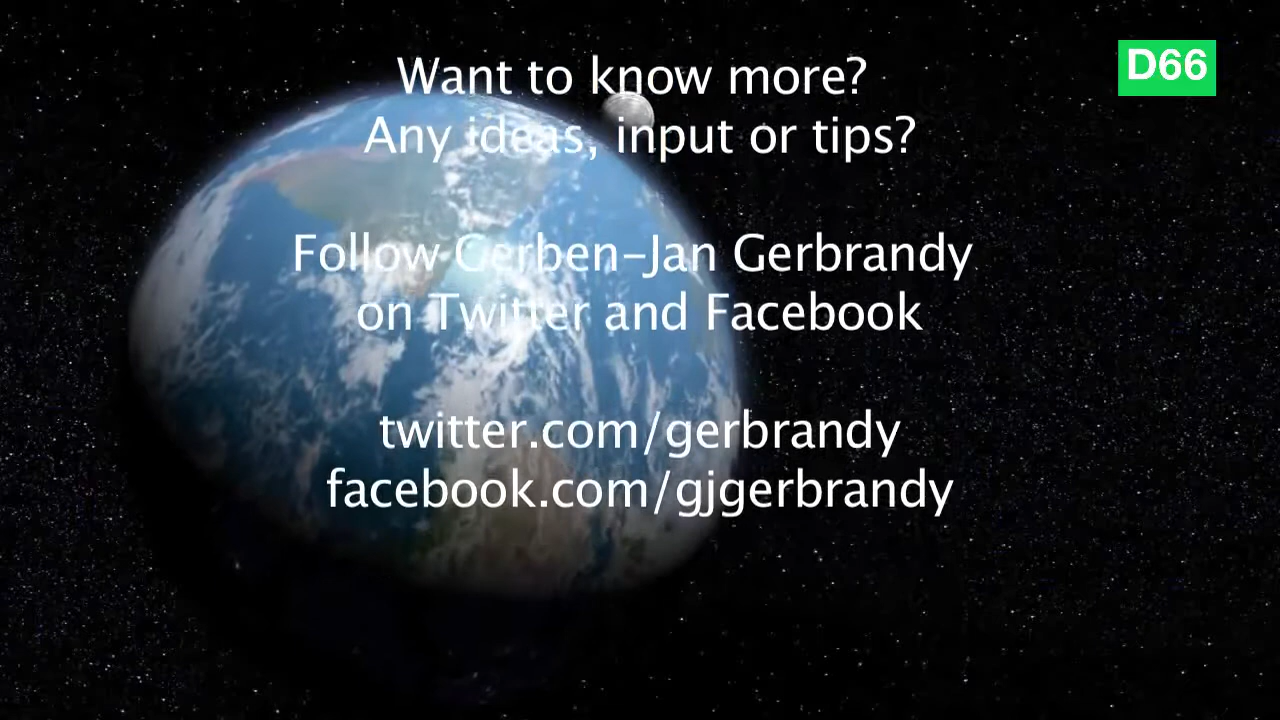 D66
Want to know more?
Any ideas, input or tips?
Follow Gerben-Jan Gerbrandy
on Twitter and Facebook
twitter.com/gerbrandy
facebook.com/gjgerbrandy